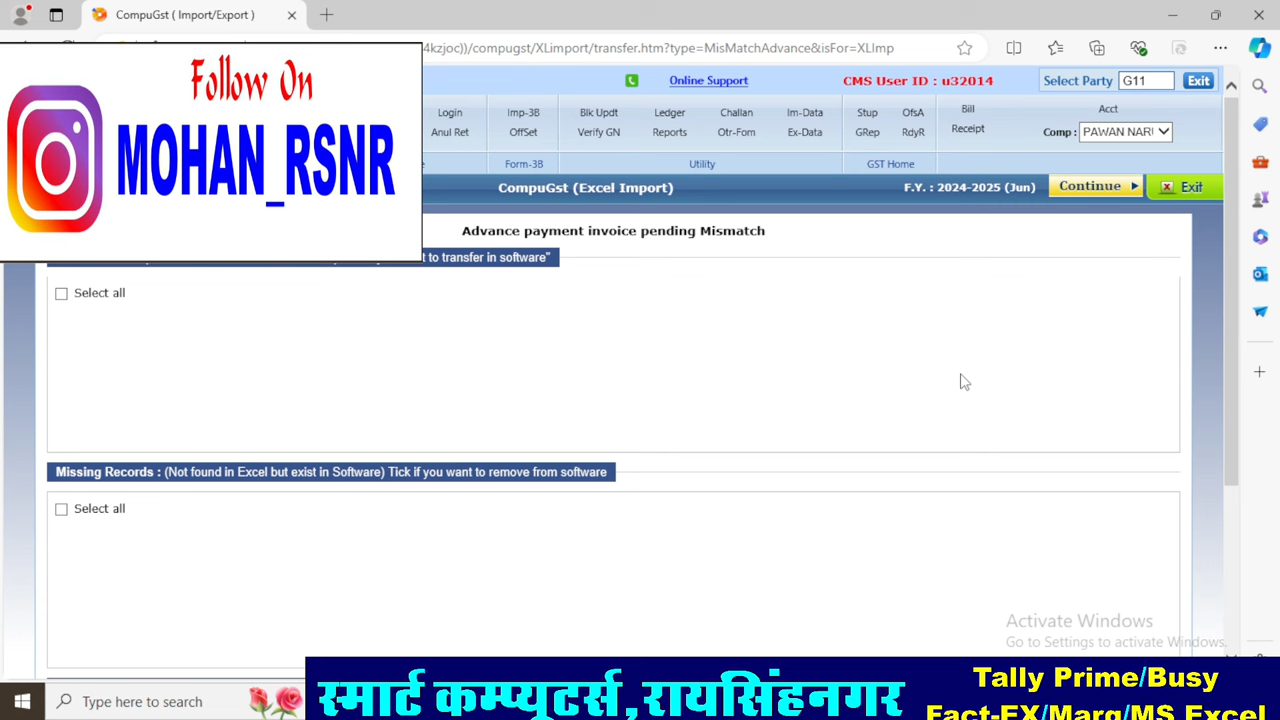 CompuGst ( Import/Export )
4kzjoc))/compugst/XLimport/transfer.htm?type=MisMatchAdvance&isFor=XLImp
Follow On
MOHAN_RSNR
Online Support
CMS User ID : u32014
Select Party G11 Exit
Login Imp-3B Blk Updt Ledger Challan Im-Data Stup OfsA Bill Acct
Anul Ret OffSet Verify GN Reports Otr-Fom Ex-Data GRep RdyR Receipt Comp : PAWAN NARU
Form-3B Utility GST Home
CompuGst (Excel Import) F.Y. : 2024-2025 (Jun) Continue Exit
Advance payment invoice pending Mismatch
t to transfer in software"
Select all
Missing Records : (Not found in Excel but exist in Software) Tick if you want to remove from software
Select all
Activate Windows
Go to Settings to activate Windows.
स्मार्ट कम्प्यूटर्स,रायसिंहनगर
Tally Prime/Busy
Fact-EX/Marg/MS Excel
Type here to search